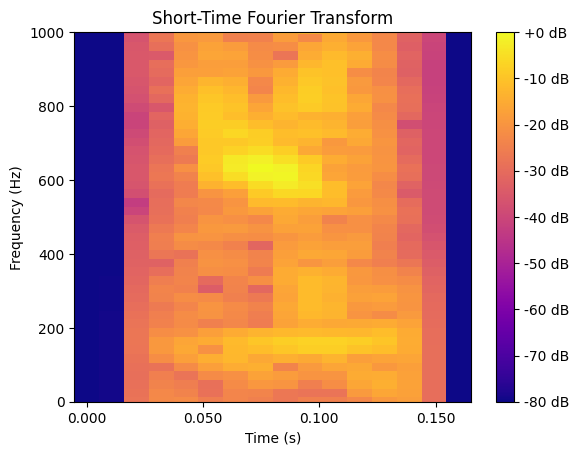 Short-Time Fourier Transform
1000
800
600
400
200
0
Frequency (Hz)
0.000
0.050
0.100
0.150
Time (s)
+0 dB
-10 dB
-20 dB
-30 dB
-40 dB
-50 dB
-60 dB
-70 dB
-80 dB